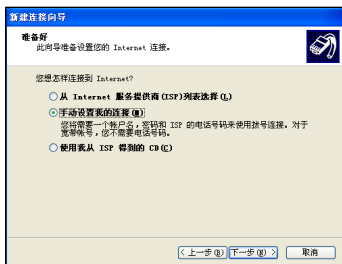 新建连接向导
准备好
此向导准备设置您的 Internet 连接。
您想怎样连接到 Internet?
从 Internet 服务提供商(ISP)列表选择(L)
手动设置我的连接(M)
您将需要一个帐户名，密码和 ISP 的电话号码来使用拨号连接。对于
宽带帐号，您不需要电话号码。
使用我从 ISP 得到的 CD(C)
<上一步(B) 下一步(N)> 取消